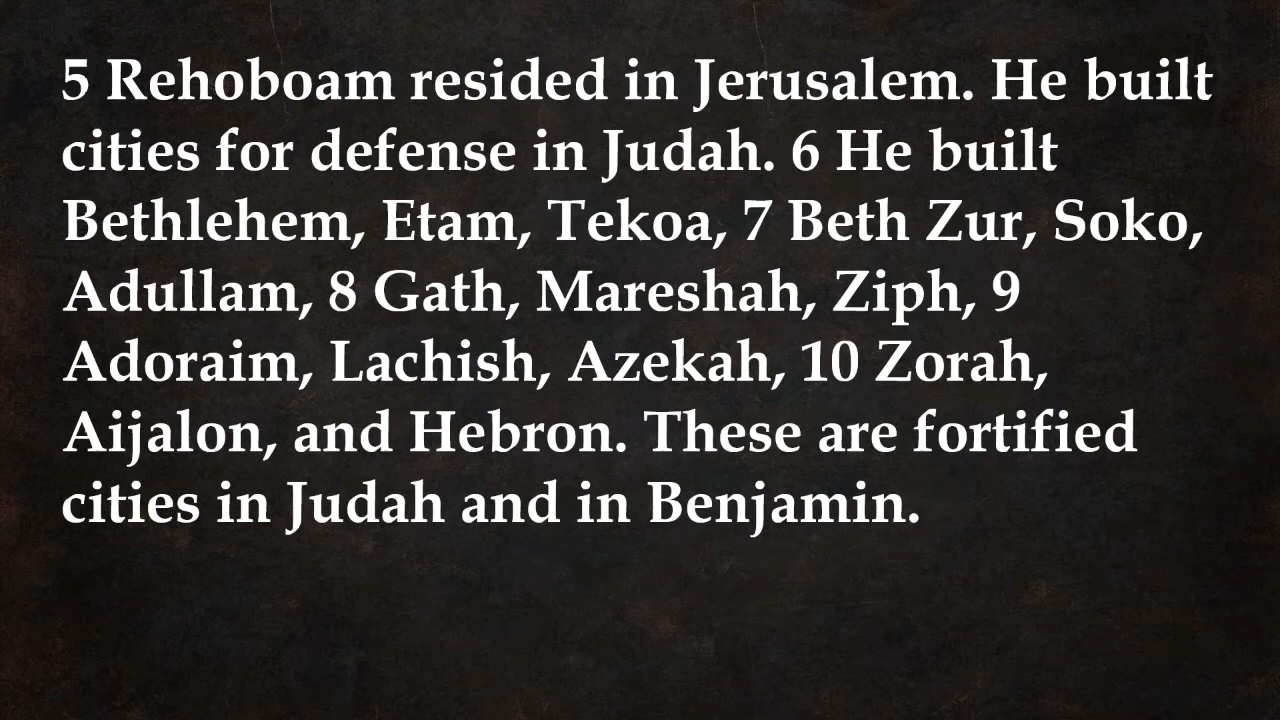 5 Rehoboam resided in Jerusalem. He built
cities for defense in Judah. 6 He built
Bethlehem, Etam, Tekoa, 7 Beth Zur, Soko,
Adullam, 8 Gath, Mareshah, Ziph, 9
Adoraim, Lachish, Azekah, 10 Zorah,
Aijalon, and Hebron. These are fortified
cities in Judah and in Benjamin.